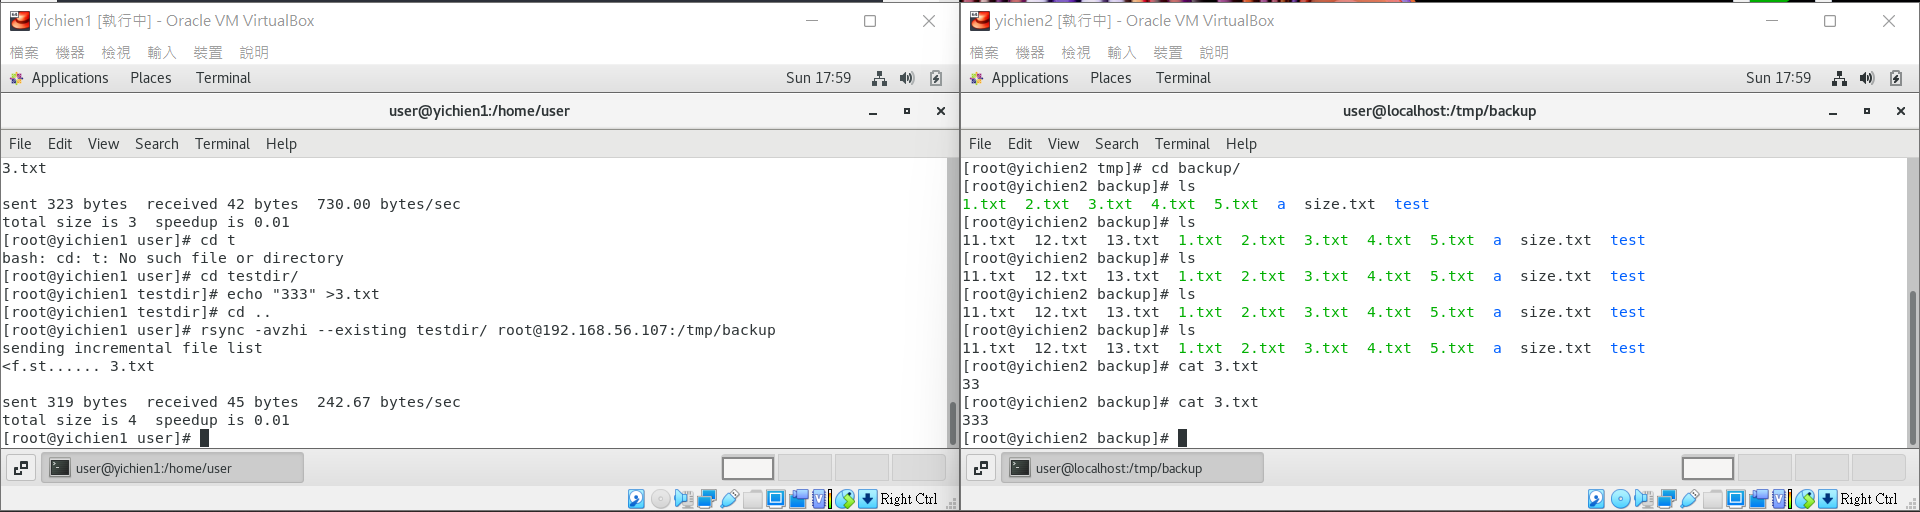 yichien1 [執行中] - Oracle VM VirtualBox
檔案 機器 檢視 輸入 裝置 說明
Applications Places Terminal Sun 17:59
user@yichien1:/home/user
File Edit View Search Terminal Help
3.txt
sent 323 bytes  received 42 bytes  730.00 bytes/sec
total size is 3  speedup is 0.01
[root@yichien1 user]# cd t
bash: cd: t: No such file or directory
[root@yichien1 user]# cd testdir/
[root@yichien1 testdir]# echo "333" >3.txt
[root@yichien1 testdir]# cd ..
[root@yichien1 user]# rsync -avzhi --existing testdir/ root@192.168.56.107:/tmp/backup
sending incremental file list
<f.st...... 3.txt
sent 319 bytes  received 45 bytes  242.67 bytes/sec
total size is 4  speedup is 0.01
[root@yichien1 user]#
user@yichien1:/home/user
Right Ctrl
yichien2 [執行中] - Oracle VM VirtualBox
檔案 機器 檢視 輸入 裝置 說明
Applications Places Terminal Sun 17:59
user@localhost:/tmp/backup
File Edit View Search Terminal Help
[root@yichien2 tmp]# cd backup/
[root@yichien2 backup]# ls
1.txt  2.txt  3.txt  4.txt  5.txt  a  size.txt  test
[root@yichien2 backup]# ls
11.txt  12.txt  13.txt  1.txt  2.txt  3.txt  4.txt  5.txt  a  size.txt  test
[root@yichien2 backup]# ls
11.txt  12.txt  13.txt  1.txt  2.txt  3.txt  4.txt  5.txt  a  size.txt  test
[root@yichien2 backup]# ls
11.txt  12.txt  13.txt  1.txt  2.txt  3.txt  4.txt  5.txt  a  size.txt  test
[root@yichien2 backup]# ls
11.txt  12.txt  13.txt  1.txt  2.txt  3.txt  4.txt  5.txt  a  size.txt  test
[root@yichien2 backup]# cat 3.txt
33
[root@yichien2 backup]# cat 3.txt
333
[root@yichien2 backup]#
user@localhost:/tmp/backup
Right Ctrl